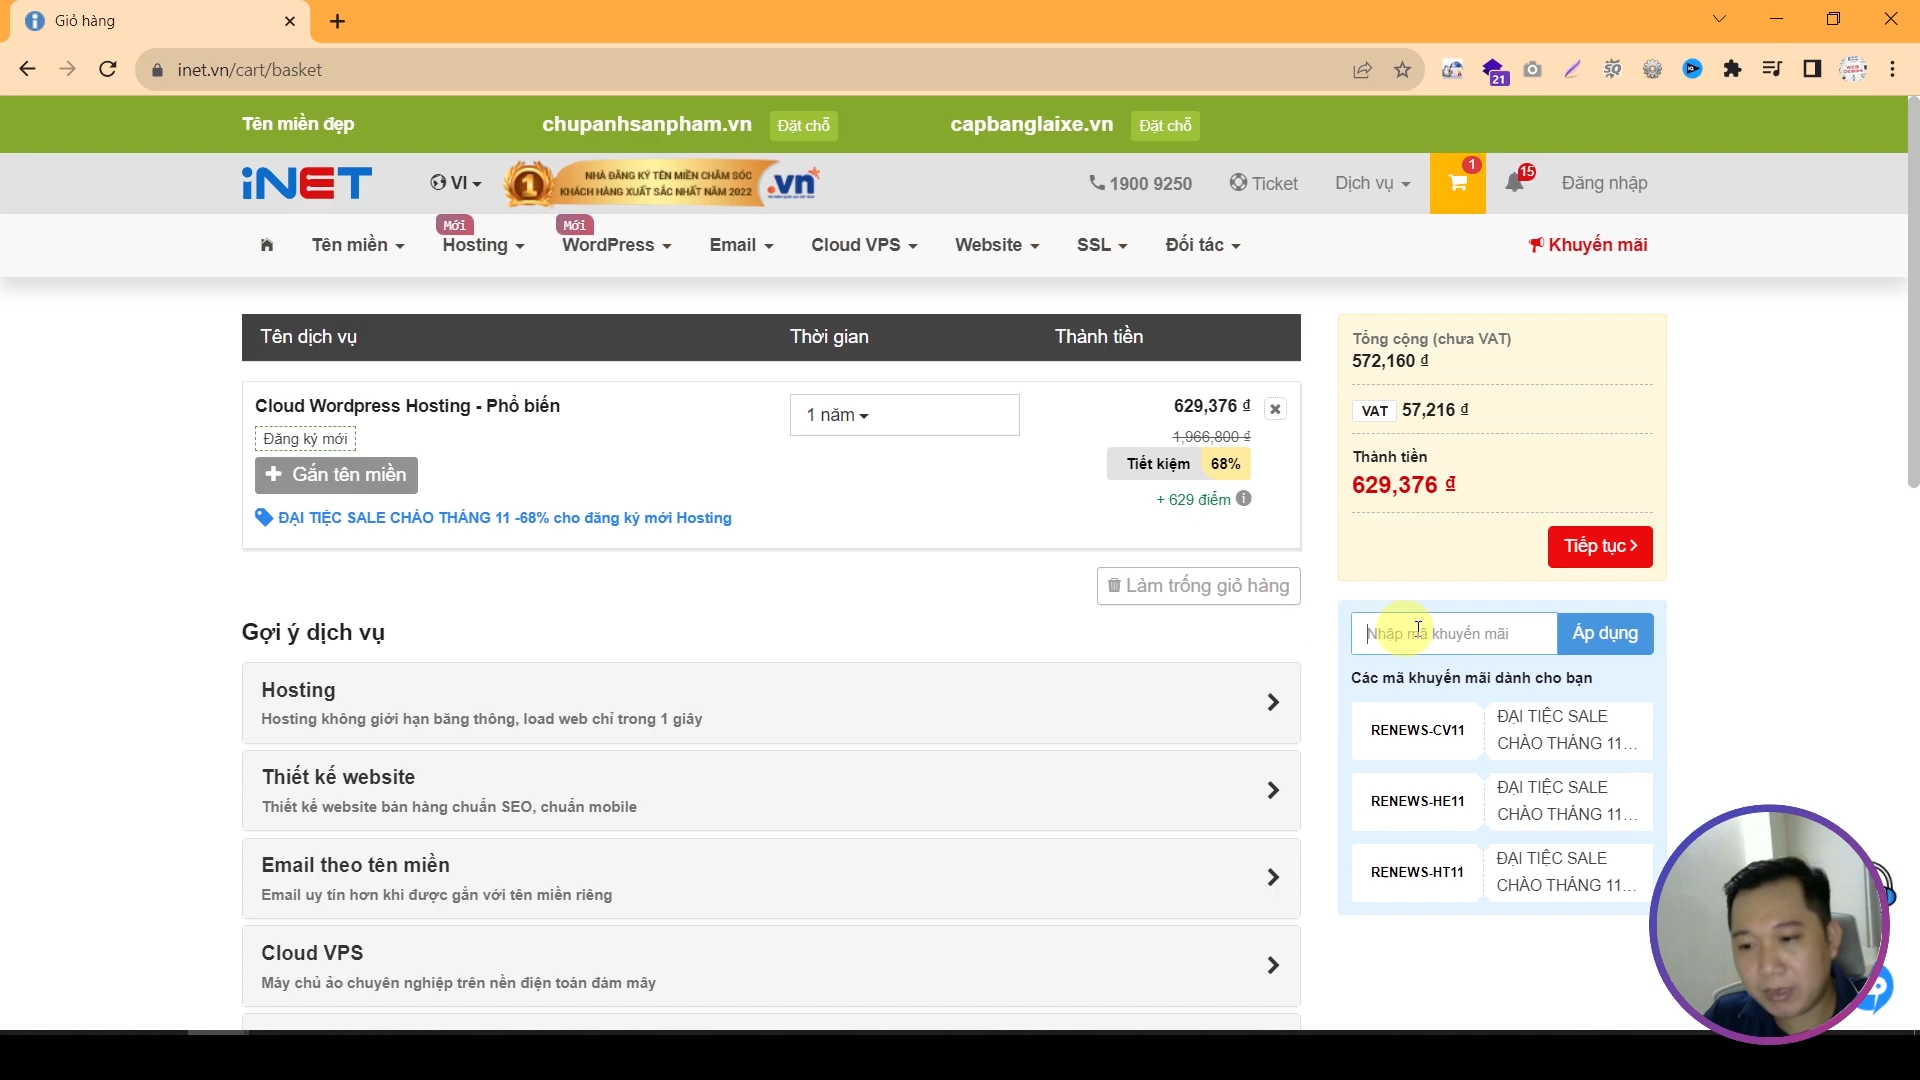 Giỏ hàng
inet.vn/cart/basket
21
Tên miền đẹp
chupanhsanpham.vn
Đặt chỗ
capbanglaixe.vn
Đặt chỗ
iNET
VI
1
NHÀ ĐĂNG KÝ TÊN MIỀN CHĂM SÓC
KHÁCH HÀNG XUẤT SẮC NHẤT NĂM 2022
.vn
1900 9250
Ticket
Dịch vụ
1
15
Đăng nhập
Mới
Mới
Tên miền
Hosting
WordPress
Email
Cloud VPS
Website
SSL
Đối tác
Khuyến mãi
Tên dịch vụ
Thời gian
Thành tiền
Cloud Wordpress Hosting - Phổ biến
Đăng ký mới
Gắn tên miền
ĐẠI TIỆC SALE CHÀO THÁNG 11 -68% cho đăng ký mới Hosting
1 năm
629,376 ₫
1,966,800 ₫
Tiết kiệm 68%
+ 629 điểm
Làm trống giỏ hàng
Tổng cộng (chưa VAT)
572,160 ₫
VAT 57,216 ₫
Thành tiền
629,376 ₫
Tiếp tục
Nhập mã khuyến mãi
Áp dụng
Các mã khuyến mãi dành cho bạn
RENEWS-CV11
ĐẠI TIỆC SALE
CHÀO THÁNG 11...
RENEWS-HE11
ĐẠI TIỆC SALE
CHÀO THÁNG 11...
RENEWS-HT11
ĐẠI TIỆC SALE
CHÀO THÁNG 11...
Gợi ý dịch vụ
Hosting
Hosting không giới hạn băng thông, load web chỉ trong 1 giây
Thiết kế website
Thiết kế website bán hàng chuẩn SEO, chuẩn mobile
Email theo tên miền
Email uy tín hơn khi được gắn với tên miền riêng
Cloud VPS
Máy chủ ảo chuyên nghiệp trên nền điện toán đám mây